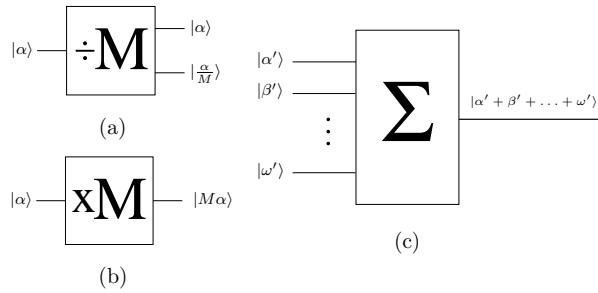 |α⟩ ÷M |α⟩
|α/M⟩
(a)
|α⟩ xM |Mα⟩
(b)
|α′⟩
|β′⟩
⋮
|ω′⟩
Σ
|α′ + β′ + … + ω′⟩
(c)